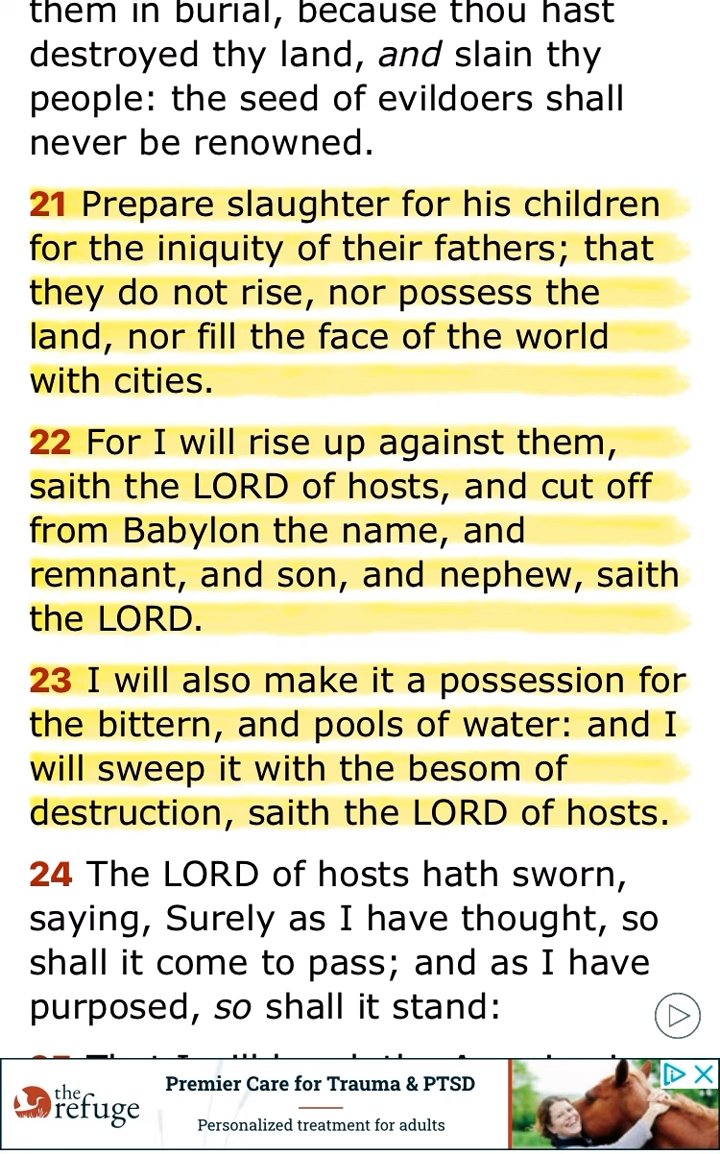 them in burial, because thou hast
destroyed thy land, and slain thy
people: the seed of evildoers shall
never be renowned.
21 Prepare slaughter for his children
for the iniquity of their fathers; that
they do not rise, nor possess the
land, nor fill the face of the world
with cities.
22 For I will rise up against them,
saith the LORD of hosts, and cut off
from Babylon the name, and
remnant, and son, and nephew, saith
the LORD.
23 I will also make it a possession for
the bittern, and pools of water: and I
will sweep it with the besom of
destruction, saith the LORD of hosts.
24 The LORD of hosts hath sworn,
saying, Surely as I have thought, so
shall it come to pass; and as I have
purposed, so shall it stand:
the refuge
Premier Care for Trauma & PTSD
Personalized treatment for adults